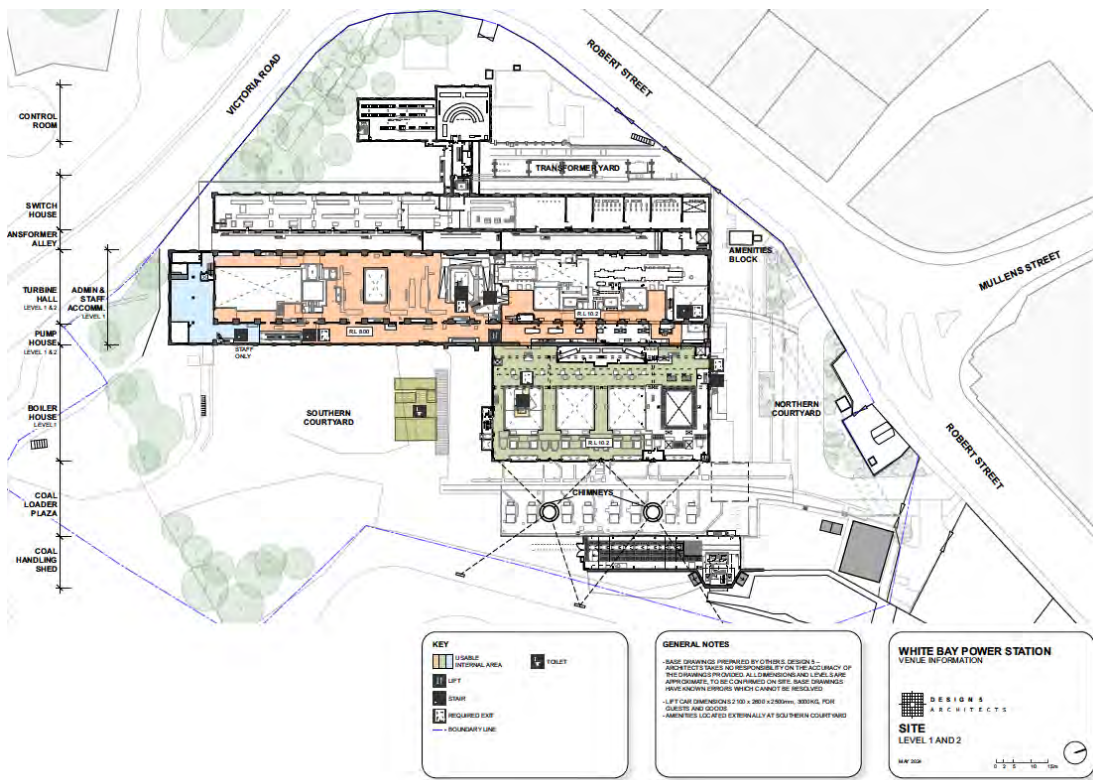 VICTORIA ROAD
ROBERT STREET
CONTROL
ROOM
TRANSFORMER YARD
SWITCH
HOUSE
ANSFORMER
ALLEY
AMENITIES
BLOCK
MULLENS STREET
TURBINE
HALL
LEVEL 1 & 2
ADMIN &
STAFF
ACCOMM.
LEVEL 1
RL 10.2
RL 8.00
PUMP
HOUSE
LEVEL 1 & 2
STAFF
ONLY
BOILER
HOUSE
LEVEL 1
SOUTHERN
COURTYARD
NORTHERN
COURTYARD
RL 10.2
ROBERT STREET
COAL
LOADER
PLAZA
CHIMNEYS
COAL
HANDLING
SHED
KEY
USABLE
INTERNAL AREA
TOILET
LIFT
STAIR
REQUIRED EXIT
BOUNDARY LINE
GENERAL NOTES
- BASE DRAWINGS PREPARED BY OTHERS. DESIGN 5 –
ARCHITECTS TAKES NO RESPONSIBILITY ON THE ACCURACY OF
THE DRAWINGS PROVIDED. ALL DIMENSIONS AND LEVELS ARE
APPROXIMATE, TO BE CONFIRMED ON SITE. BASE DRAWINGS
HAVE KNOWN ERRORS WHICH CANNOT BE RESOLVED
- LIFT CAR DIMENSIONS 2100 x 2800 x 2500mm, 3000KG, FOR
GUESTS AND GOODS
- AMENITIES LOCATED EXTERNALLY AT SOUTHERN COURTYARD
WHITE BAY POWER STATION
VENUE INFORMATION
DESIGN 5
ARCHITECTS
SITE
LEVEL 1 AND 2
MAY 2024
0 2 5 10